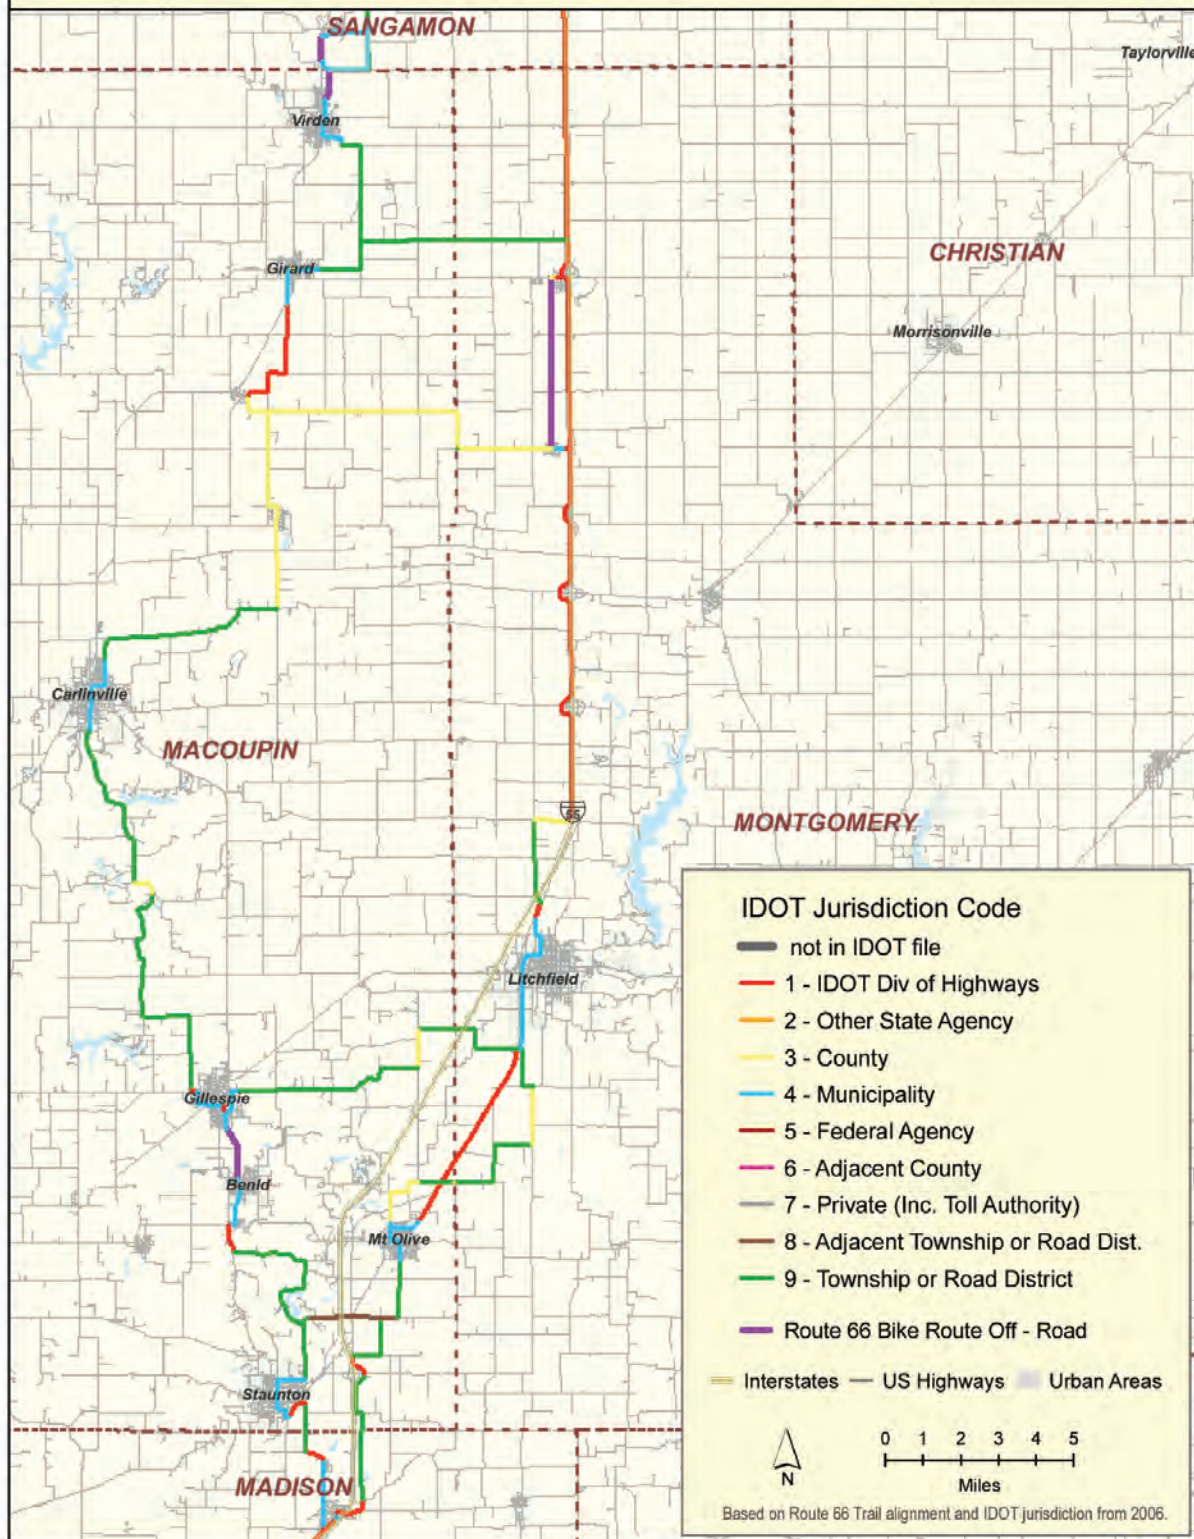 SANGAMON
Taylorville
Virden
CHRISTIAN
Girard
Morrisonville
Carlinville
MACOUPIN
55
MONTGOMERY
Litchfield
Gillespie
Benld
Mt Olive
Staunton
MADISON
IDOT Jurisdiction Code
not in IDOT file
1 - IDOT Div of Highways
2 - Other State Agency
3 - County
4 - Municipality
5 - Federal Agency
6 - Adjacent County
7 - Private (Inc. Toll Authority)
8 - Adjacent Township or Road Dist.
9 - Township or Road District
Route 66 Bike Route Off - Road
Interstates US Highways Urban Areas
N
0 1 2 3 4 5
Miles
Based on Route 66 Trail alignment and IDOT jurisdiction from 2006.